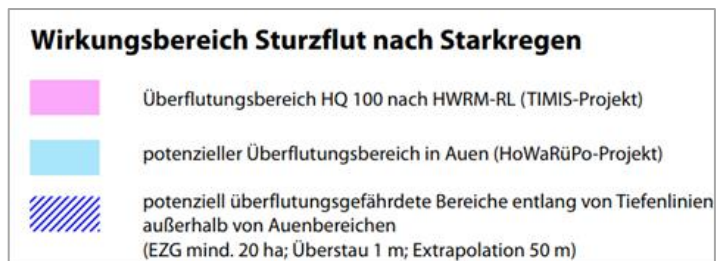 Wirkungsbereich Sturzflut nach Starkregen
Überflutungsbereich HQ 100 nach HWRM-RL (TIMIS-Projekt)
potenzieller Überflutungsbereich in Auen (HoWaRüPo-Projekt)
potenziell überflutungsgefährdete Bereiche entlang von Tiefenlinien
außerhalb von Auenbereichen
(EZG mind. 20 ha; Überstau 1 m; Extrapolation 50 m)